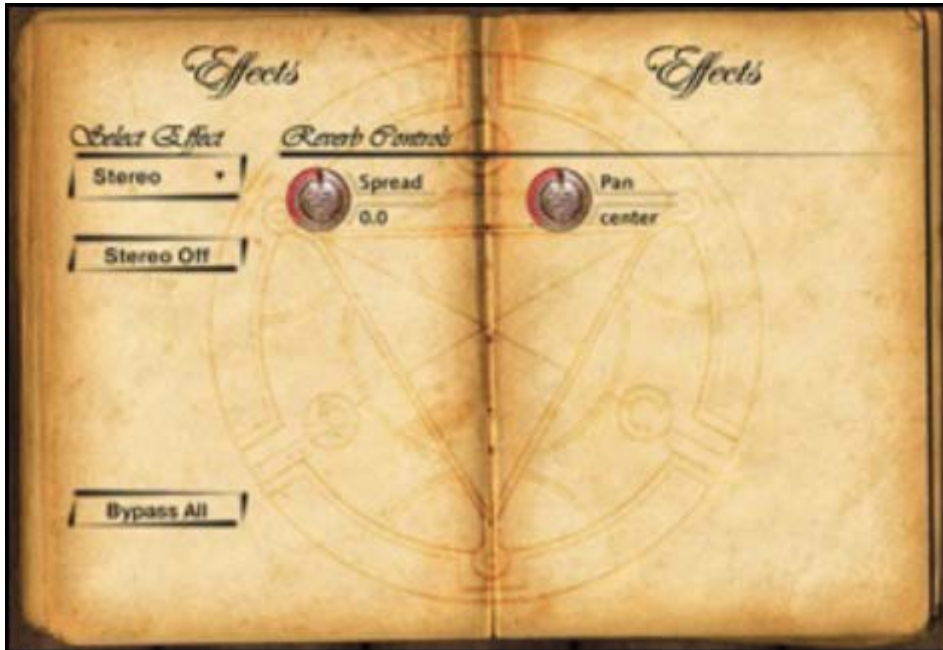 Effects
Effects
Select Effect
Reverb Controls
Stereo
Spread
0.0
Pan
center
Stereo Off
Bypass All